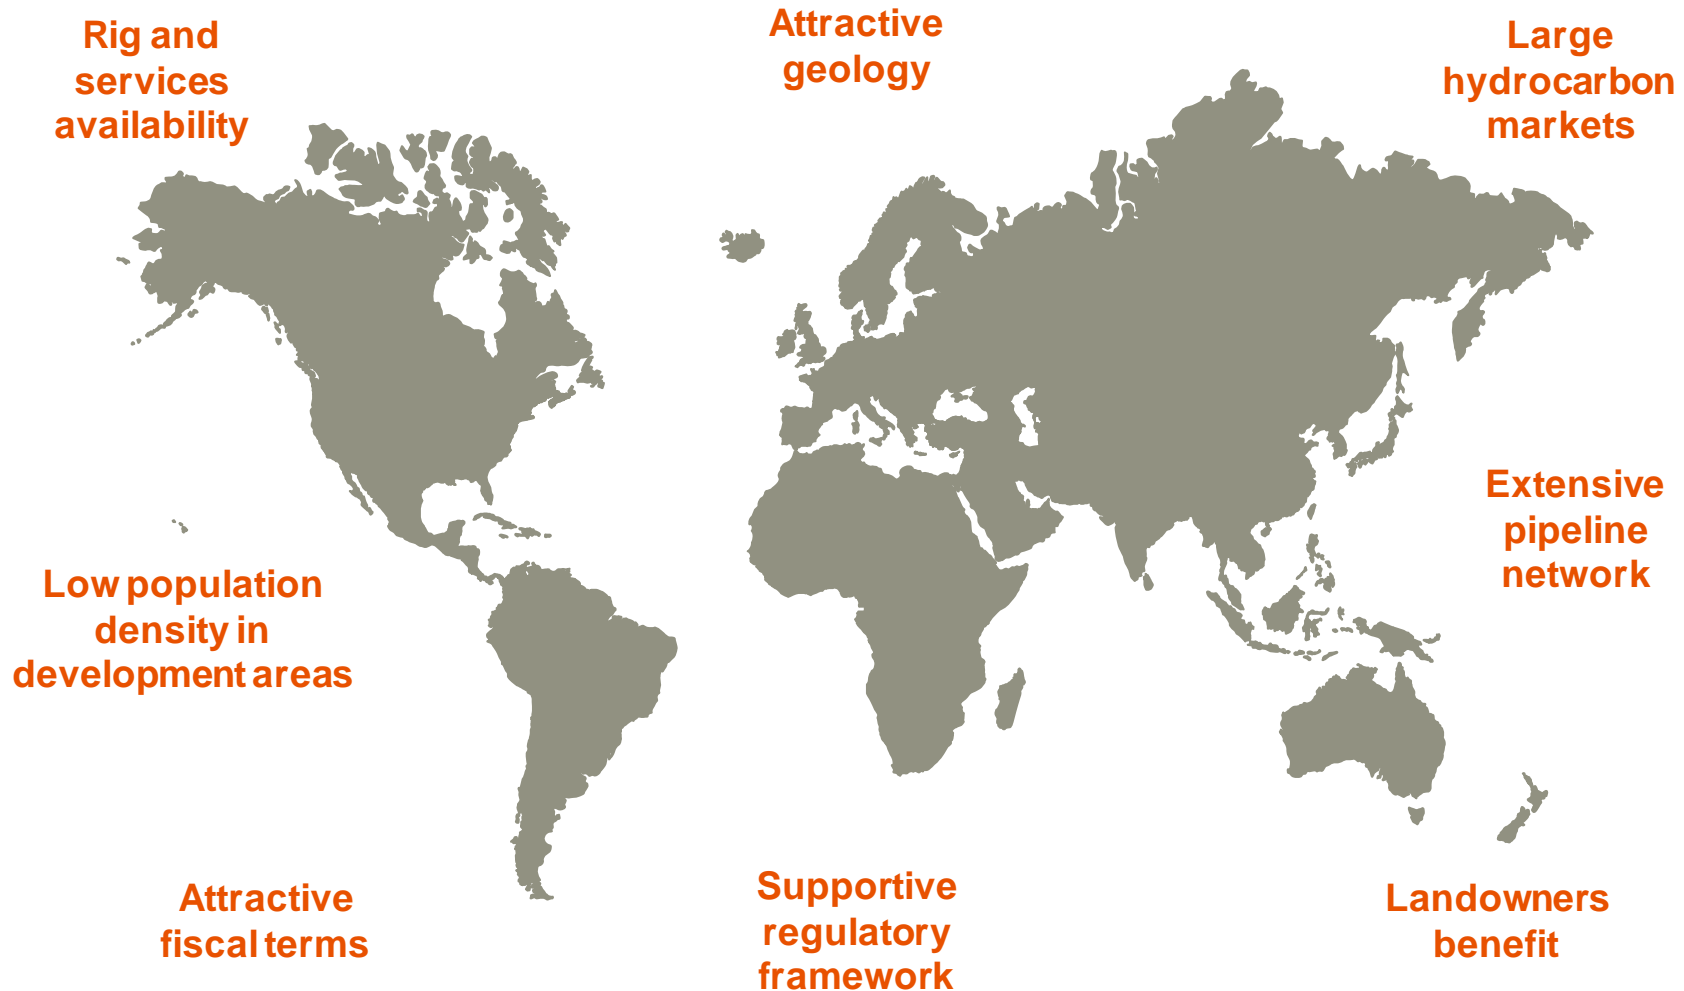 Rig and
services
availability
Attractive
geology
Large
hydrocarbon
markets
Extensive
pipeline
network
Low population
density in
development areas
Attractive
fiscal terms
Supportive
regulatory
framework
Landowners
benefit